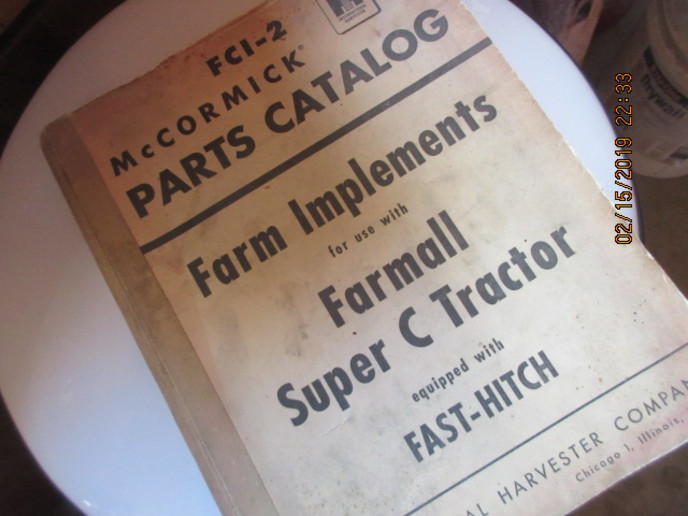 FCI-2
McCORMICK®
PARTS CATALOG
Farm Implements
for use with
Farmall
Super C Tractor
equipped with
FAST-HITCH
HARVESTER
Chicago 1, Illinois,
Drywall
02/15/2019 22:33